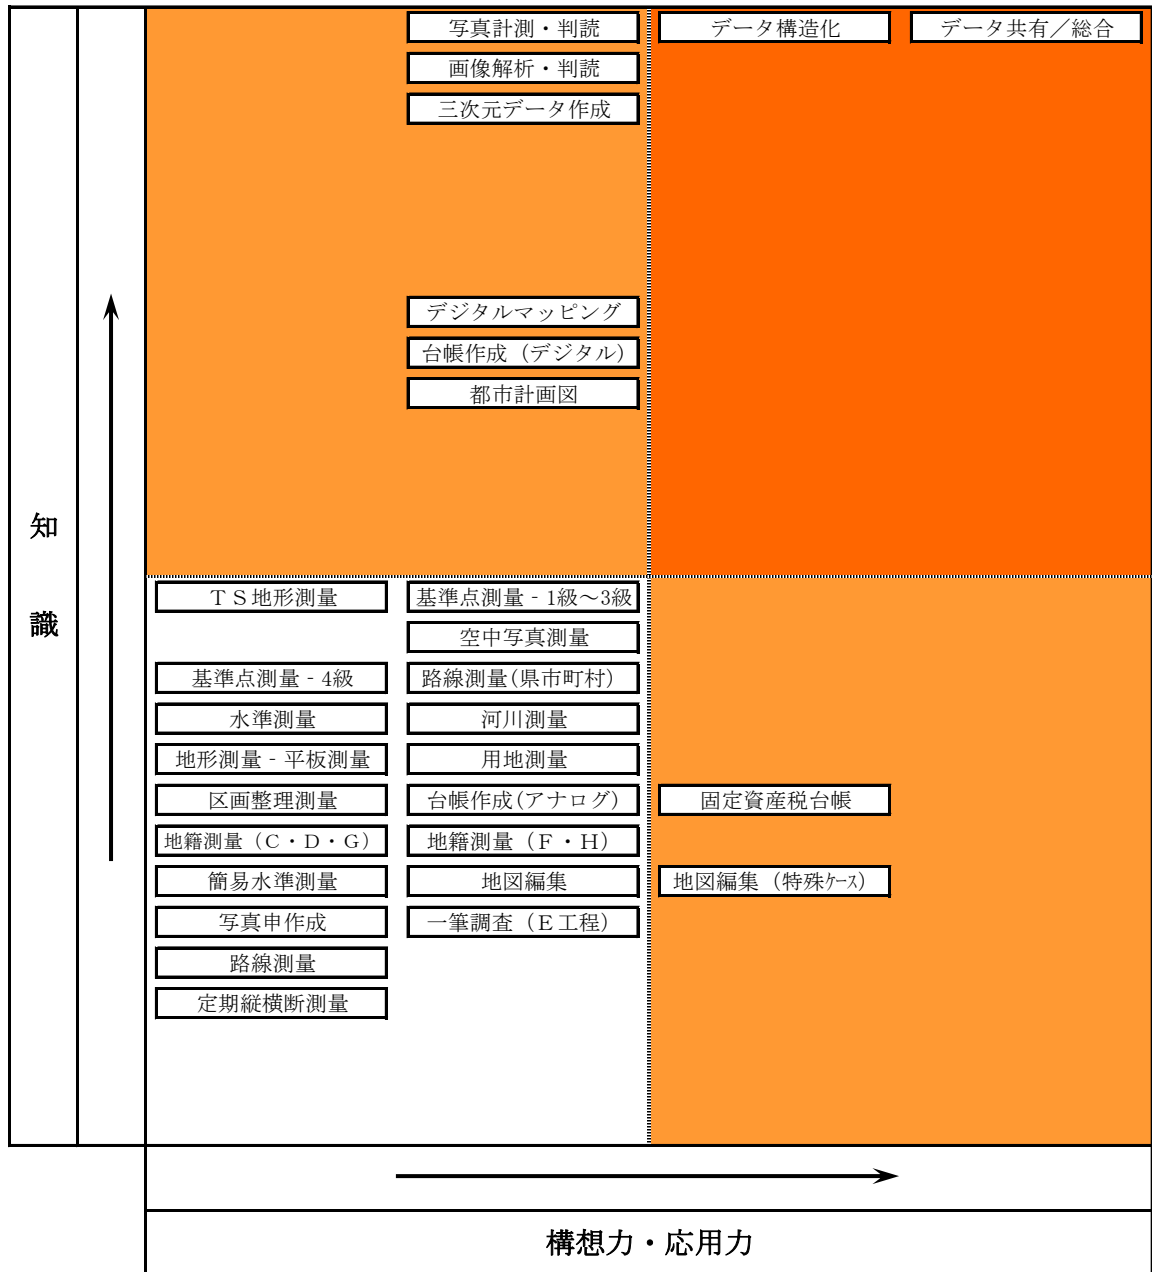 写真計測・判読
データ構造化
データ共有／総合
画像解析・判読
三次元データ作成
デジタルマッピング
台帳作成（デジタル）
都市計画図
知
識
ＴＳ地形測量
基準点測量‐1級～3級
空中写真測量
基準点測量‐4級
路線測量(県市町村)
水準測量
河川測量
地形測量‐平板測量
用地測量
区画整理測量
台帳作成(アナログ)
固定資産税台帳
地籍測量（Ｃ・Ｄ・Ｇ）
地籍測量（Ｆ・Ｈ）
簡易水準測量
地図編集
地図編集（特殊ｹｰｽ）
写真申作成
一筆調査（Ｅ工程）
路線測量
定期縦横断測量
構想力・応用力